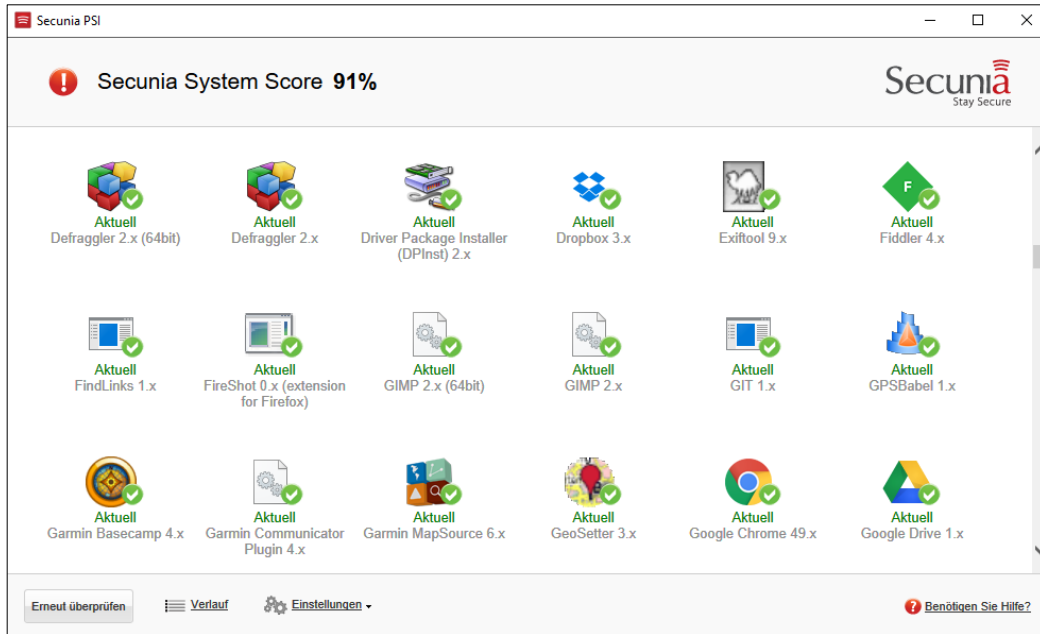 Secunia PSI
Secunia System Score 91%
Secunia
Stay Secure
Aktuell
Defraggler 2.x (64bit)
Aktuell
Defraggler 2.x
Aktuell
Driver Package Installer
(DPInst) 2.x
Aktuell
Dropbox 3.x
Aktuell
Exiftool 9.x
F
Aktuell
Fiddler 4.x
Aktuell
FindLinks 1.x
Aktuell
FireShot 0.x (extension
for Firefox)
Aktuell
GIMP 2.x (64bit)
Aktuell
GIMP 2.x
Aktuell
GIT 1.x
Aktuell
GPSBabel 1.x
Aktuell
Garmin Basecamp 4.x
Aktuell
Garmin Communicator
Plugin 4.x
Aktuell
Garmin MapSource 6.x
Aktuell
GeoSetter 3.x
Aktuell
Google Chrome 49.x
Aktuell
Google Drive 1.x
Erneut überprüfen
Verlauf
Einstellungen
Benötigen Sie Hilfe?